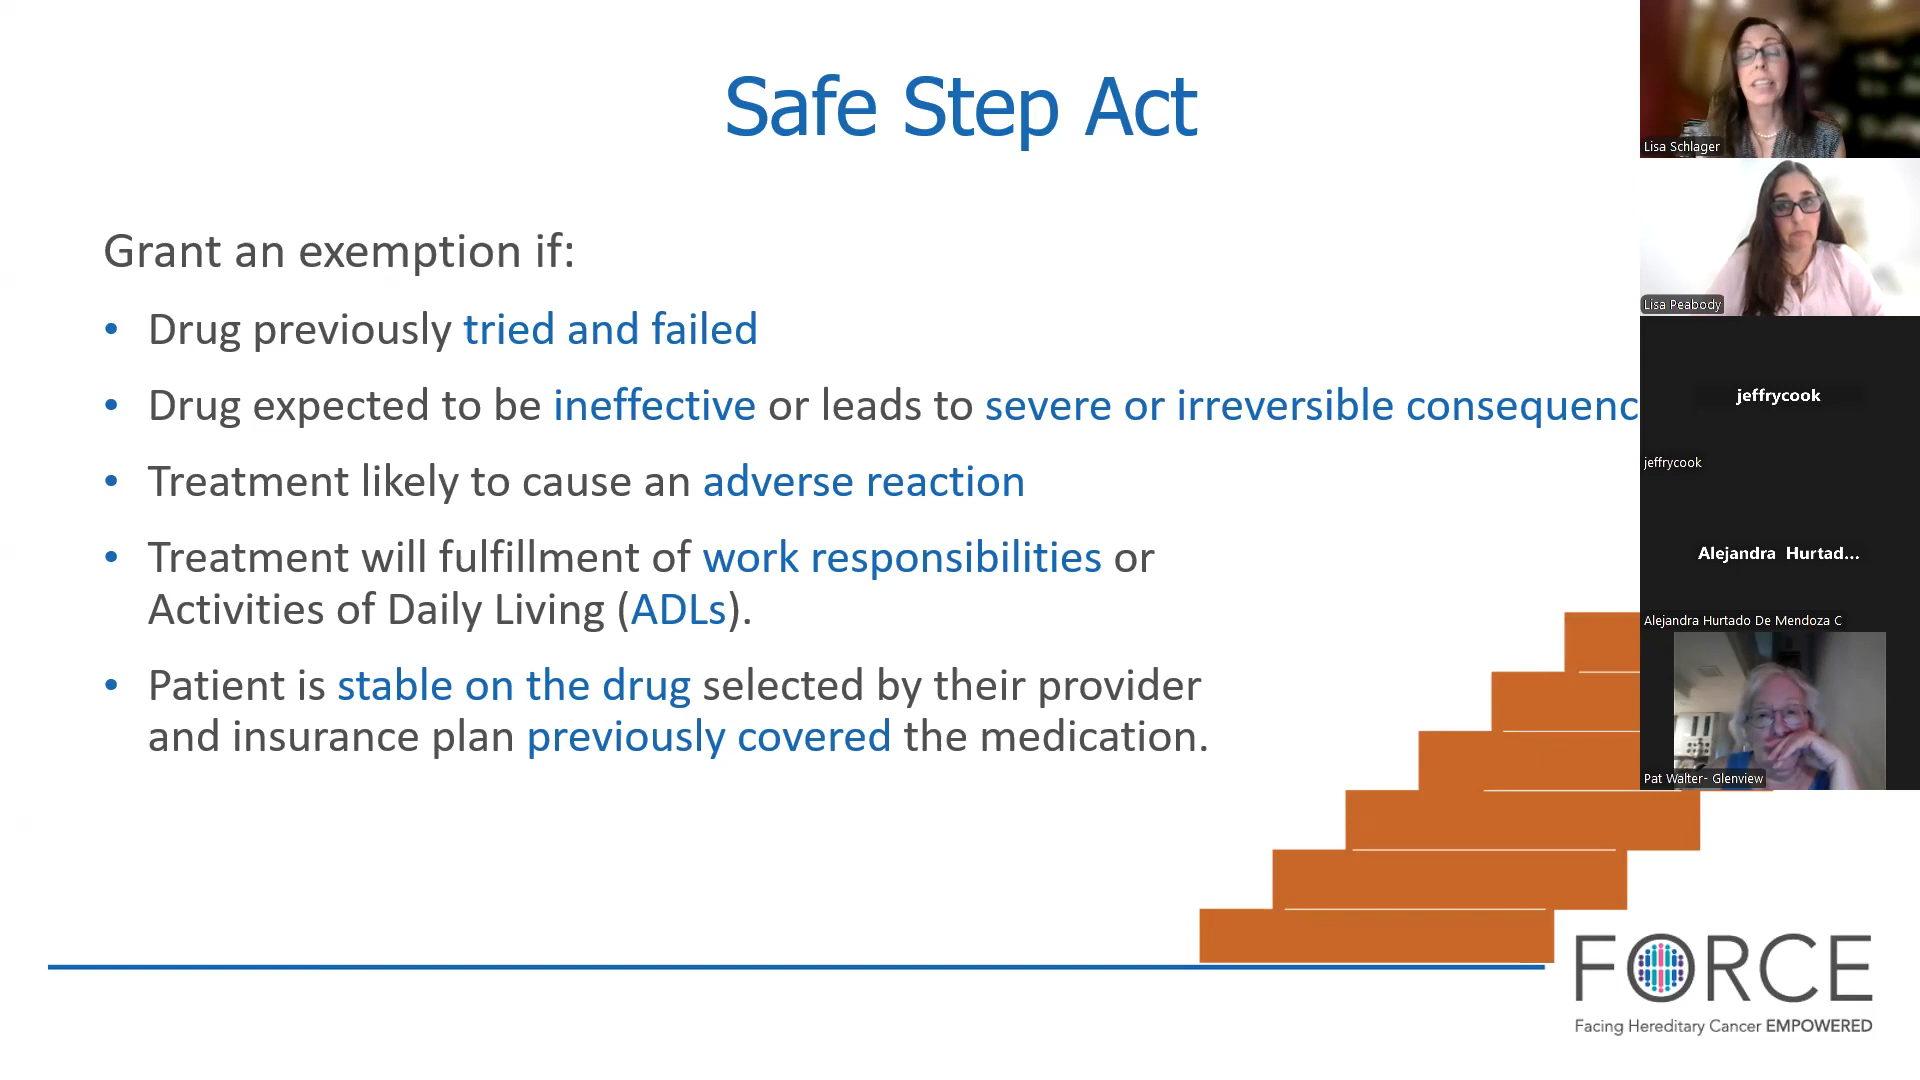 Safe Step Act
Grant an exemption if:
• Drug previously tried and failed
• Drug expected to be ineffective or leads to severe or irreversible consequenc
• Treatment likely to cause an adverse reaction
• Treatment will fulfillment of work responsibilities or
Activities of Daily Living (ADLs).
• Patient is stable on the drug selected by their provider
and insurance plan previously covered the medication.
FORCE
Facing Hereditary Cancer EMPOWERED
Lisa Schlager
Lisa Peabody
jeffrycook
jeffrycook
Alejandra Hurtad...
Alejandra Hurtado De Mendoza C
Pat Walter- Glenview